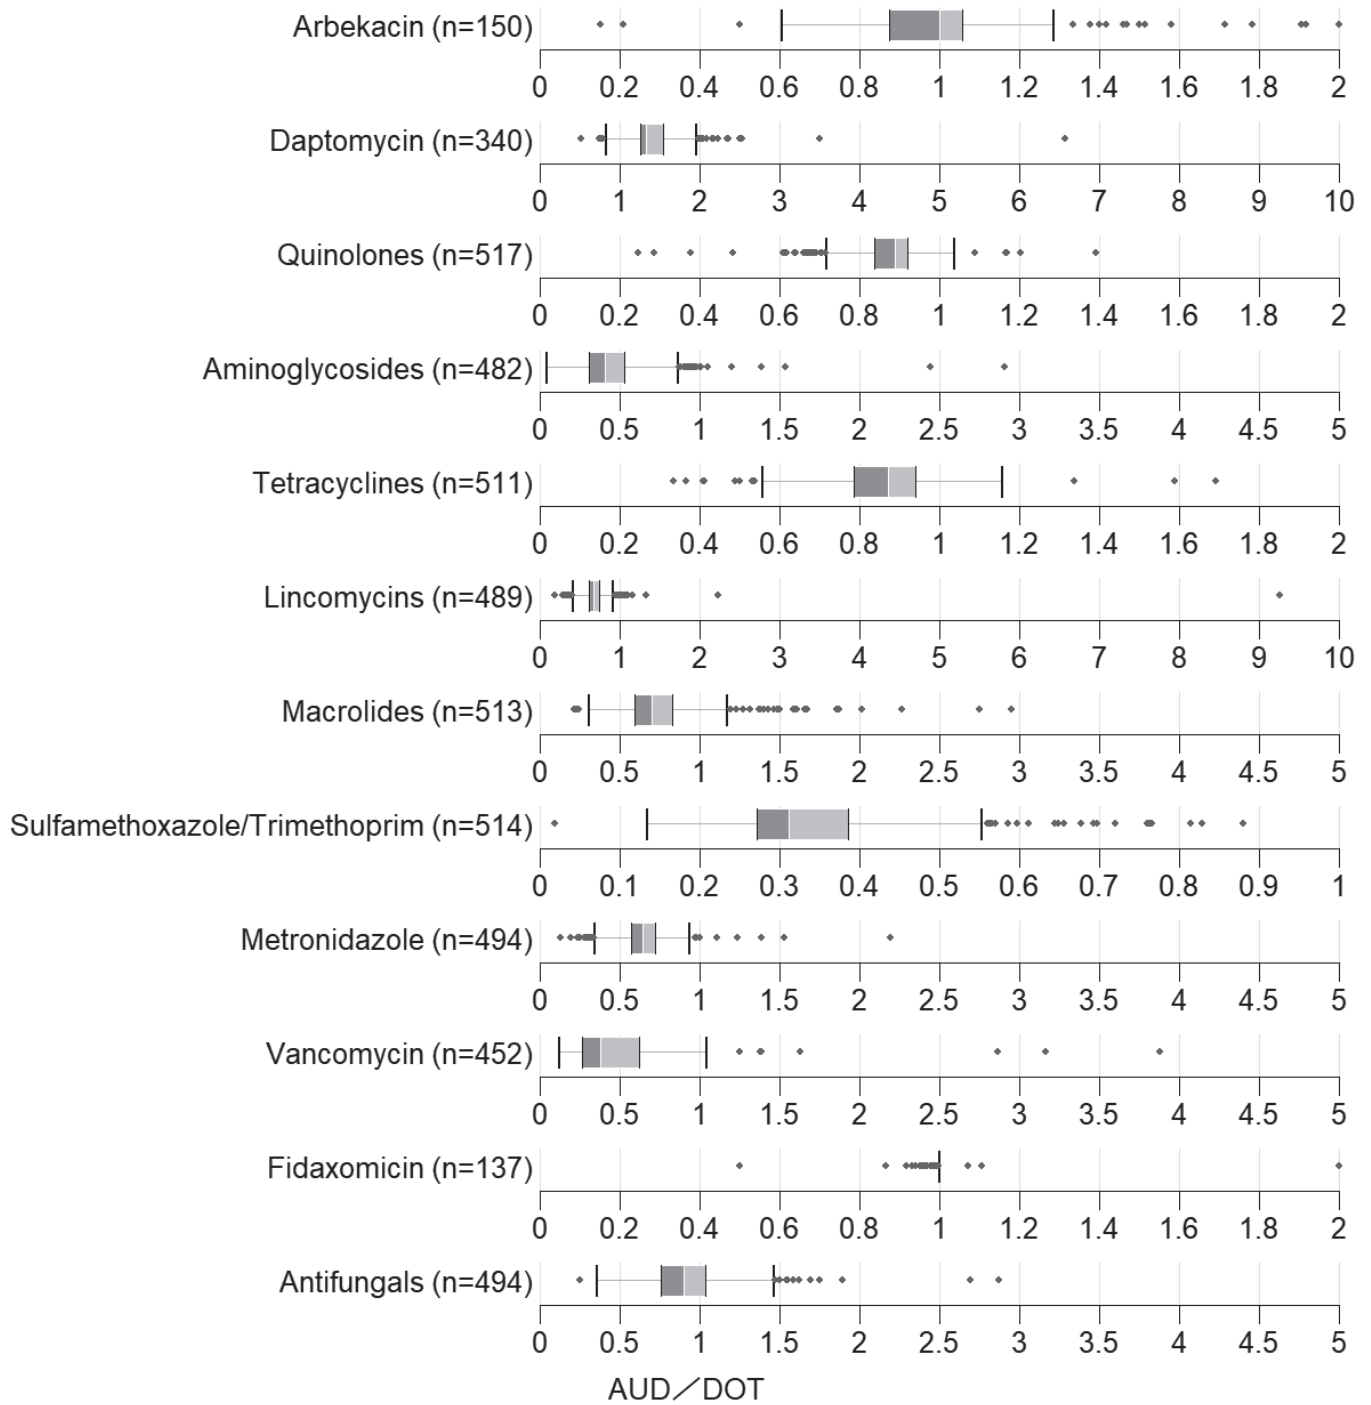 Arbekacin (n=150)
0 0.2 0.4 0.6 0.8 1 1.2 1.4 1.6 1.8 2
Daptomycin (n=340)
0 1 2 3 4 5 6 7 8 9 10
Quinolones (n=517)
0 0.2 0.4 0.6 0.8 1 1.2 1.4 1.6 1.8 2
Aminoglycosides (n=482)
0 0.5 1 1.5 2 2.5 3 3.5 4 4.5 5
Tetracyclines (n=511)
0 0.2 0.4 0.6 0.8 1 1.2 1.4 1.6 1.8 2
Lincomycins (n=489)
0 1 2 3 4 5 6 7 8 9 10
Macrolides (n=513)
0 0.5 1 1.5 2 2.5 3 3.5 4 4.5 5
Sulfamethoxazole/Trimethoprim (n=514)
0 0.1 0.2 0.3 0.4 0.5 0.6 0.7 0.8 0.9 1
Metronidazole (n=494)
0 0.5 1 1.5 2 2.5 3 3.5 4 4.5 5
Vancomycin (n=452)
0 0.5 1 1.5 2 2.5 3 3.5 4 4.5 5
Fidaxomicin (n=137)
0 0.2 0.4 0.6 0.8 1 1.2 1.4 1.6 1.8 2
Antifungals (n=494)
0 0.5 1 1.5 2 2.5 3 3.5 4 4.5 5
AUD／DOT